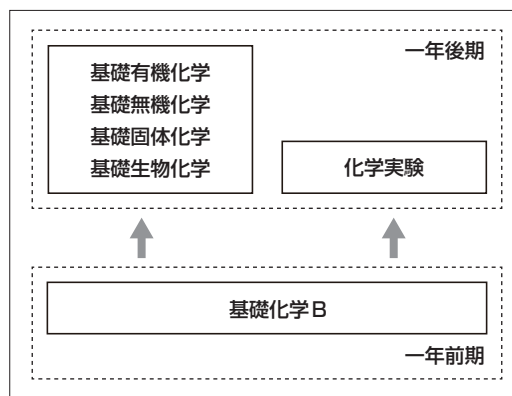 一年後期
基礎有機化学
基礎無機化学
基礎固体化学
基礎生物化学
化学実験
基礎化学B
一年前期